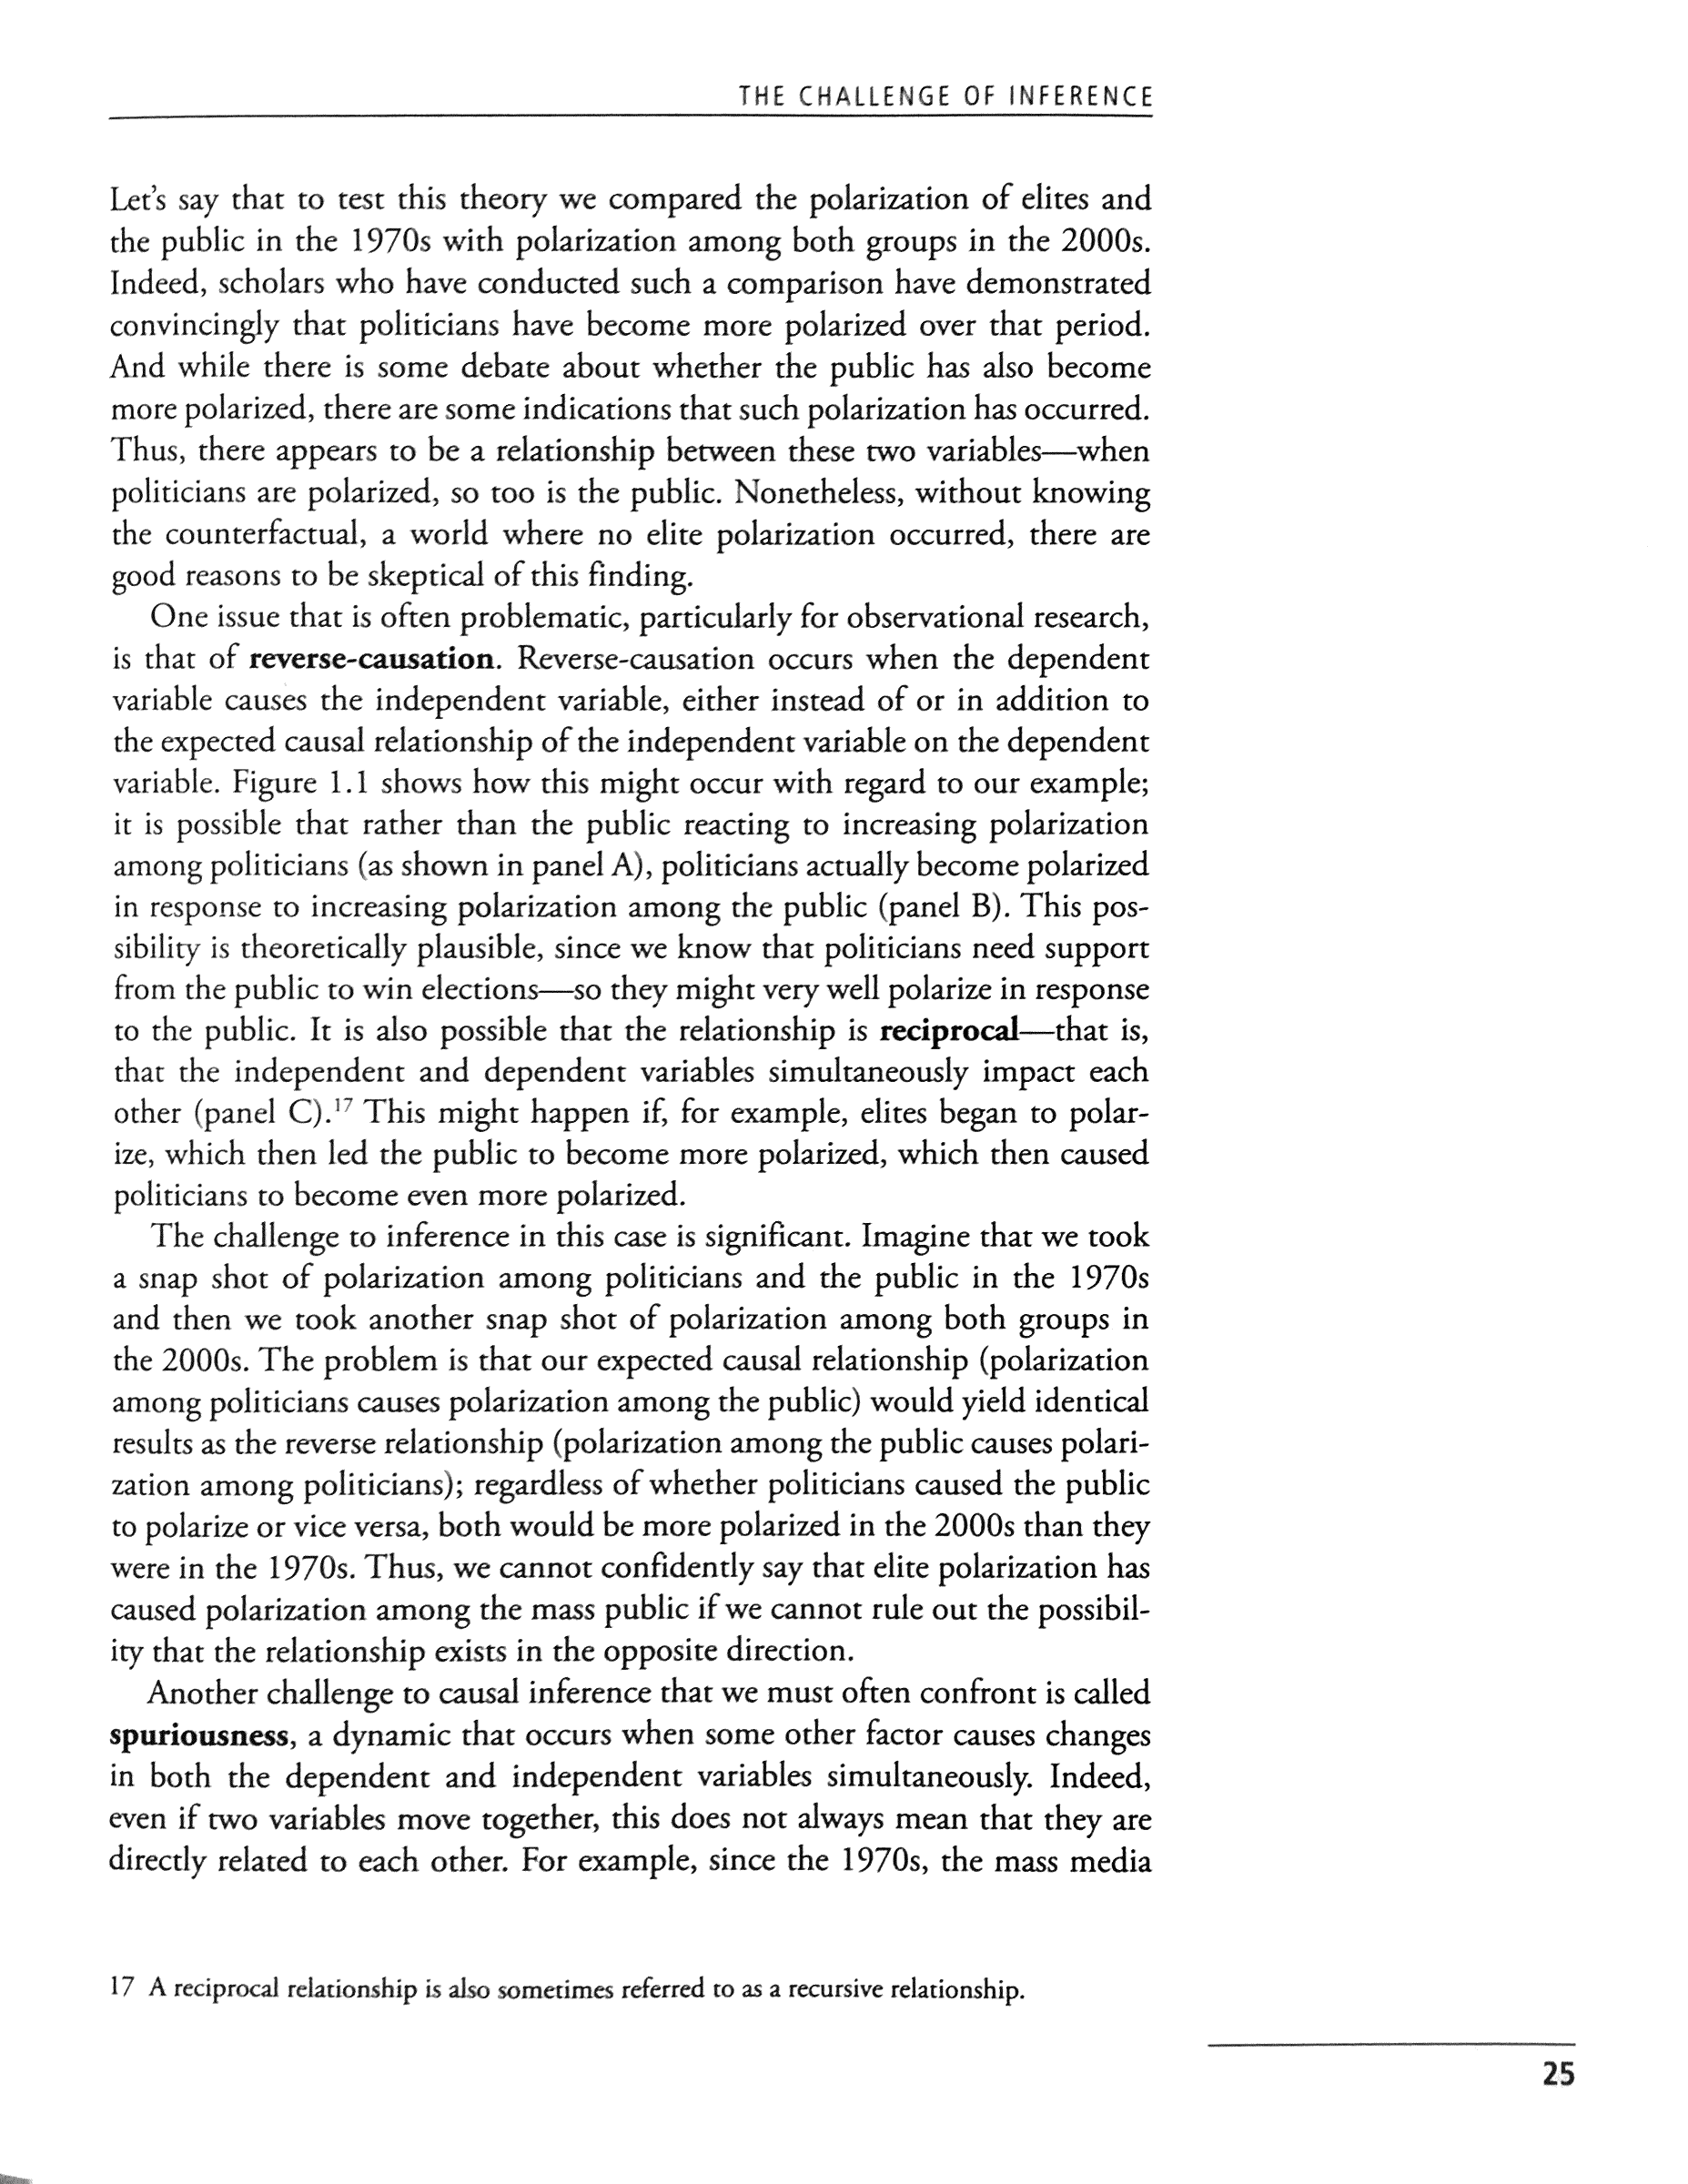 THE CHALLENGE OF INFERENCE
Let's say that to test this theory we compared the polarization of elites and
the public in the 1970s with polarization among both groups in the 2000s.
Indeed, scholars who have conducted such a comparison have demonstrated
convincingly that politicians have become more polarized over that period.
And while there is some debate about whether the public has also become
more polarized, there are some indications that such polarization has occurred.
Thus, there appears to be a relationship between these two variables—when
politicians are polarized, so too is the public. Nonetheless, without knowing
the counterfactual, a world where no elite polarization occurred, there are
good reasons to be skeptical of this finding.
One issue that is often problematic, particularly for observational research,
is that of reverse-causation. Reverse-causation occurs when the dependent
variable causes the independent variable, either instead of or in addition to
the expected causal relationship of the independent variable on the dependent
variable. Figure 1.1 shows how this might occur with regard to our example;
it is possible that rather than the public reacting to increasing polarization
among politicians (as shown in panel A), politicians actually become polarized
in response to increasing polarization among the public (panel B). This pos-
sibility is theoretically plausible, since we know that politicians need support
from the public to win elections—so they might very well polarize in response
to the public. It is also possible that the relationship is reciprocal—that is,
that the independent and dependent variables simultaneously impact each
other (panel C).17 This might happen if, for example, elites began to polar-
ize, which then led the public to become more polarized, which then caused
politicians to become even more polarized.
The challenge to inference in this case is significant. Imagine that we took
a snap shot of polarization among politicians and the public in the 1970s
and then we took another snap shot of polarization among both groups in
the 2000s. The problem is that our expected causal relationship (polarization
among politicians causes polarization among the public) would yield identical
results as the reverse relationship (polarization among the public causes polari-
zation among politicians); regardless of whether politicians caused the public
to polarize or vice versa, both would be more polarized in the 2000s than they
were in the 1970s. Thus, we cannot confidently say that elite polarization has
caused polarization among the mass public if we cannot rule out the possibil-
ity that the relationship exists in the opposite direction.
Another challenge to causal inference that we must often confront is called
spuriousness, a dynamic that occurs when some other factor causes changes
in both the dependent and independent variables simultaneously. Indeed,
even if two variables move together, this does not always mean that they are
directly related to each other. For example, since the 1970s, the mass media
17 A reciprocal relationship is also sometimes referred to as a recursive relationship.
25